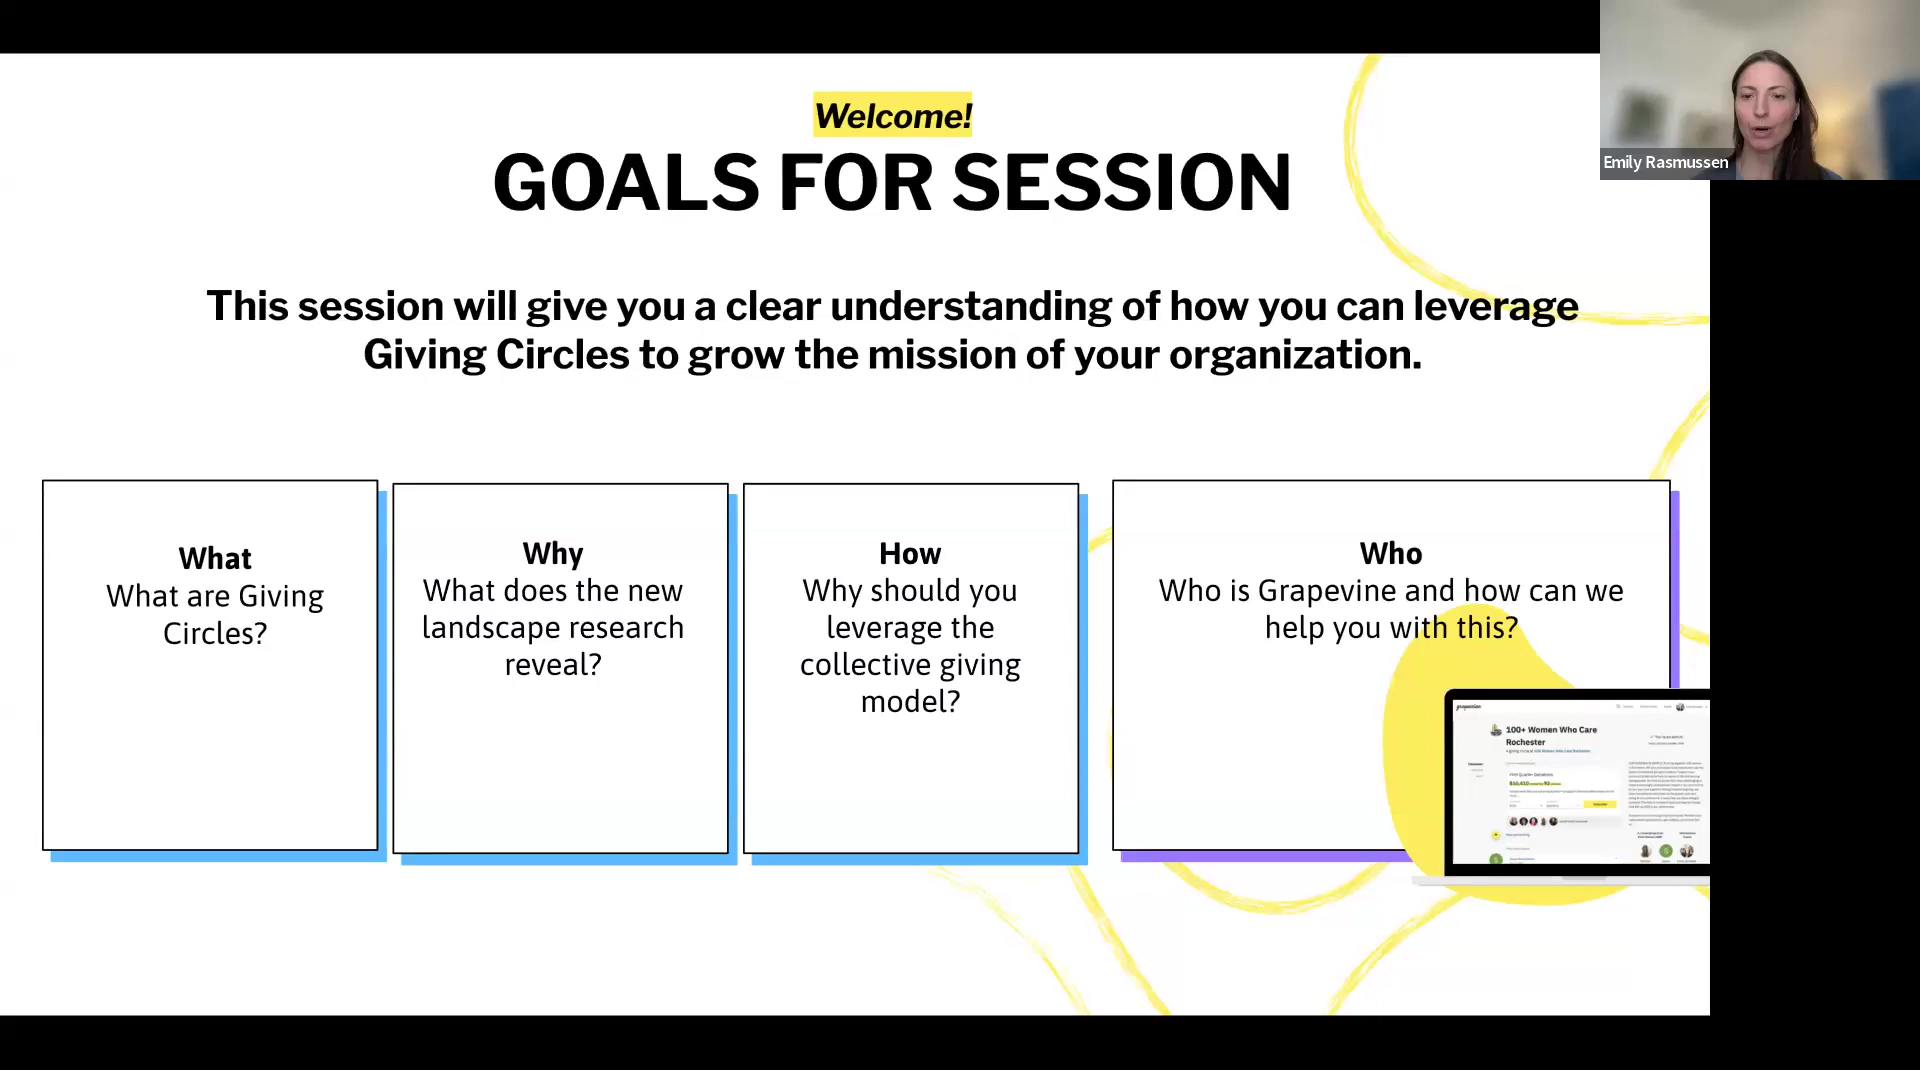 Welcome!
GOALS FOR SESSION
Emily Rasmussen
This session will give you a clear understanding of how you can leverage
Giving Circles to grow the mission of your organization.
What
What are Giving
Circles?
Why
What does the new
landscape research
reveal?
How
Why should you
leverage the
collective giving
model?
Who
Who is Grapevine and how can we
help you with this?
grapevine
100+ Women Who Care
Rochester